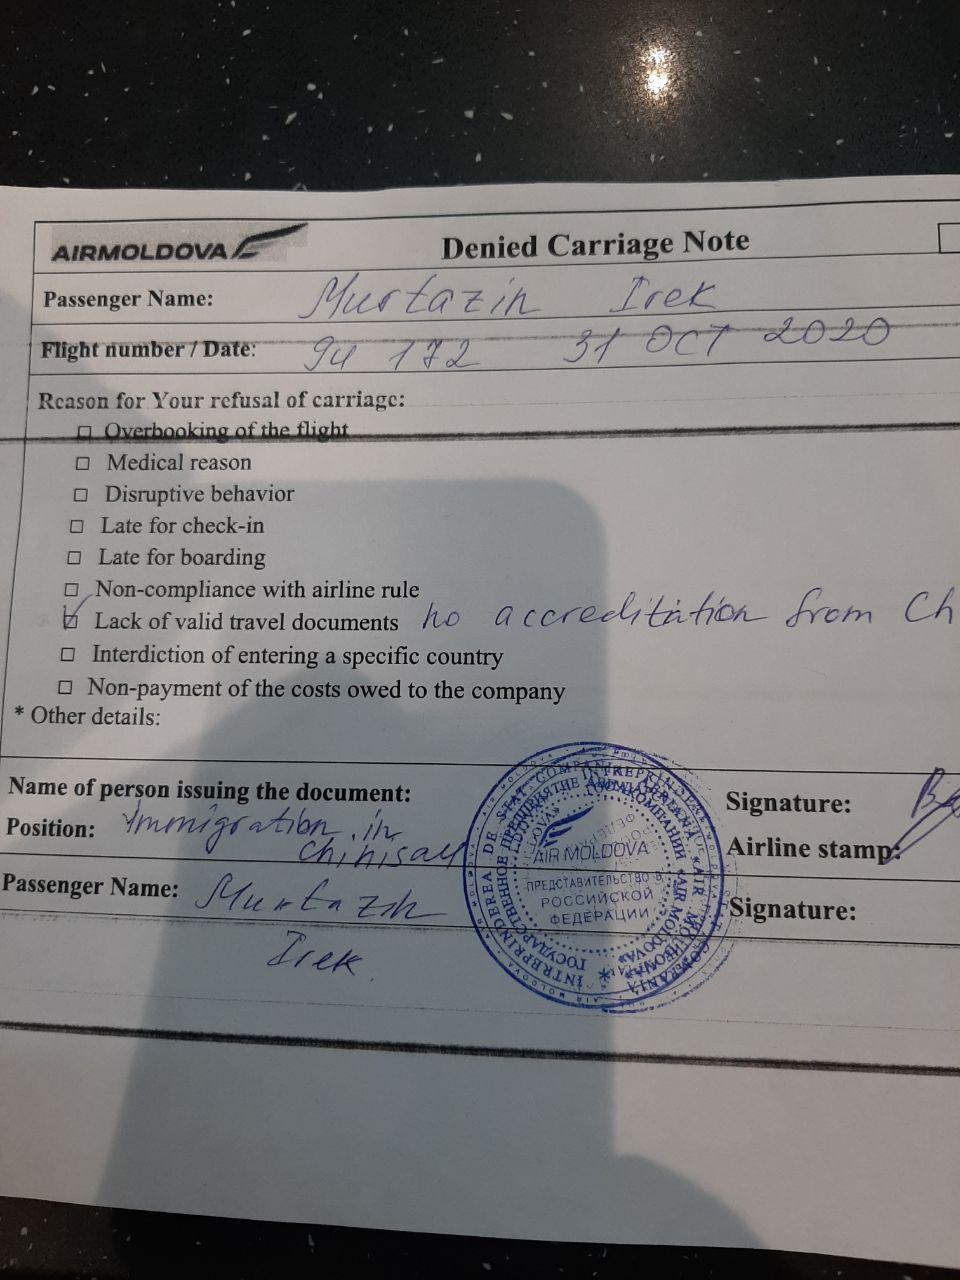 AIRMOLDOVA Denied Carriage Note
Passenger Name: Murtazin Irek
Flight number / Date: 9U 172 31 OCT 2020
Reason for Your refusal of carriage:
☐ Overbooking of the flight
☐ Medical reason
☐ Disruptive behavior
☐ Late for check-in
☐ Late for boarding
☐ Non-compliance with airline rule
☑ Lack of valid travel documents no accreditation from Ch
☐ Interdiction of entering a specific country
☐ Non-payment of the costs owed to the company
* Other details:
Name of person issuing the document:
Signature:
Position: Immigration in
Chinisau
Airline stamp:
Passenger Name: Murtazin
Irek
Signature:
AIR MOLDOVA
ПРЕДСТАВИТЕЛЬСТВО В
РОССИЙСКОЙ
ФЕДЕРАЦИИ